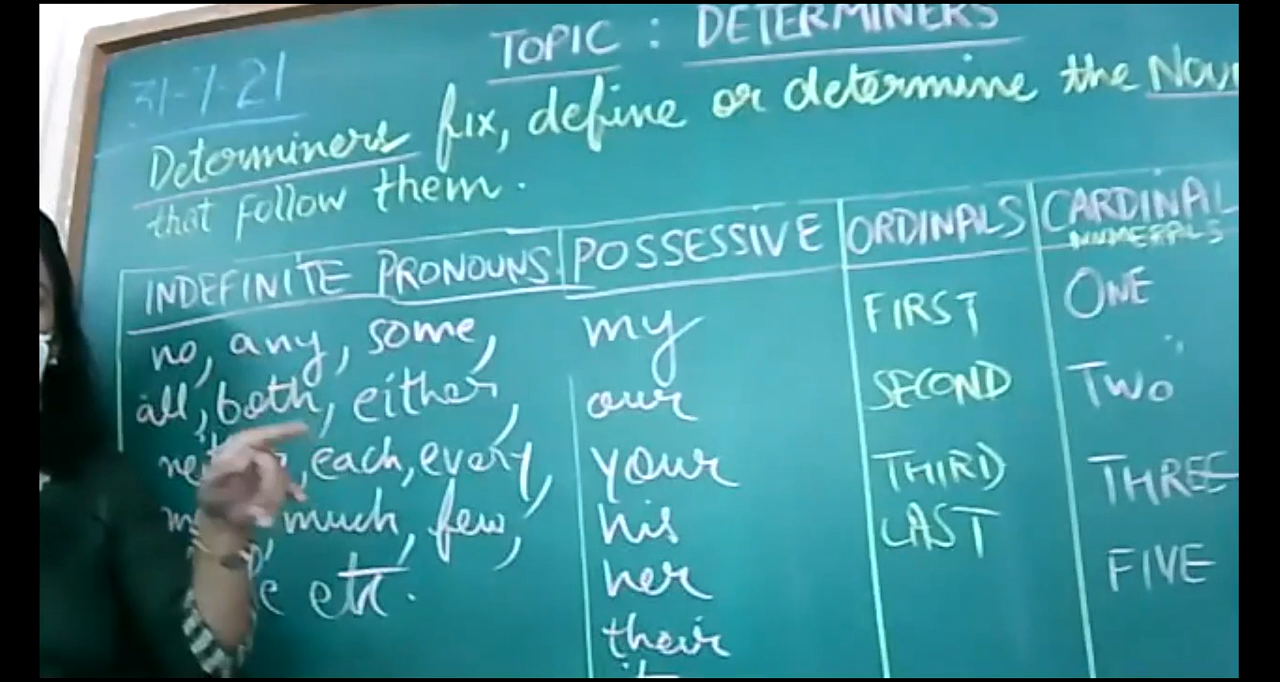 31-7-21
TOPIC : DETERMINERS
Determiners fix, define or determine the
that follow them.
INDEFINITE PRONOUNS POSSESSIVE ORDINALS CARDINAL
NUMERALS
no, any, some, my FIRST ONE
all, both, either, our SECOND TWO
each, every, your THIRD THREE
much, few, his LAST FIVE
etc. her
their